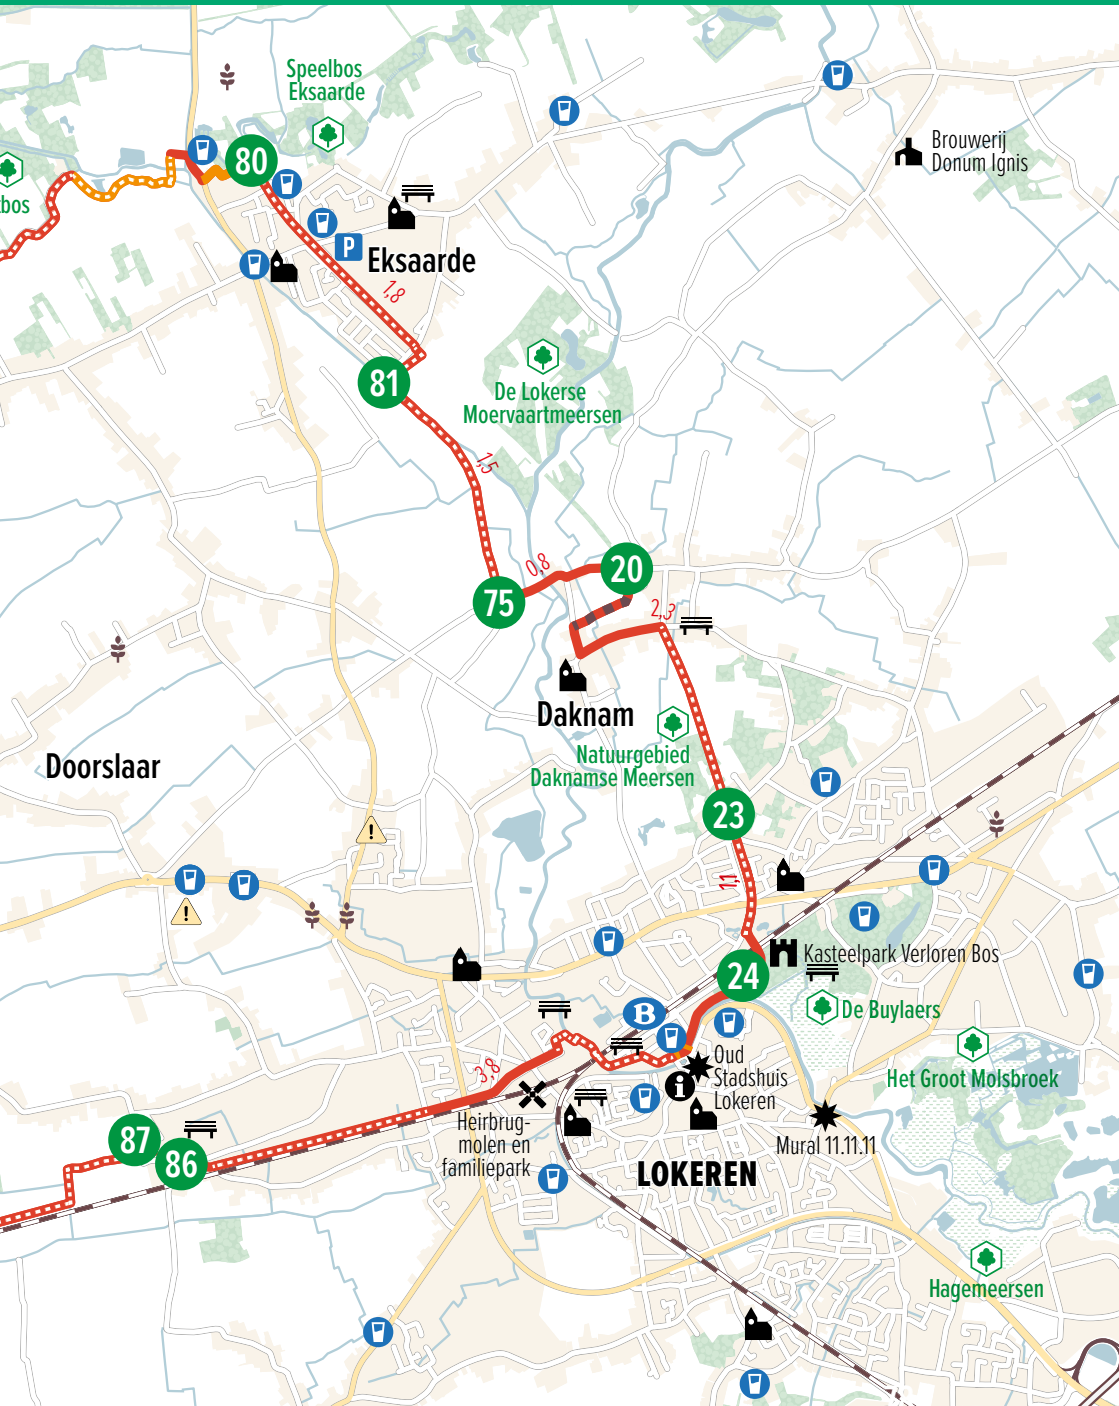 Speelbos
Eksaarde
80
Brouwerij
Donum Ignis
bos
P
Eksaarde
1,8
81
De Lokerse
Moervaartmeersen
1,5
0,8
20
75
2,3
Daknam
Natuurgebied
Daknamse Meersen
Doorslaar
23
!
1,1
!
Kasteelpark Verloren Bos
24
De Buylaers
B
Oud
Stadshuis
Lokeren
i
Het Groot Molsbroek
3,8
Heirbrug-
molen en
familiepark
Mural 11.11.11
87
86
LOKEREN
Hagemeersen